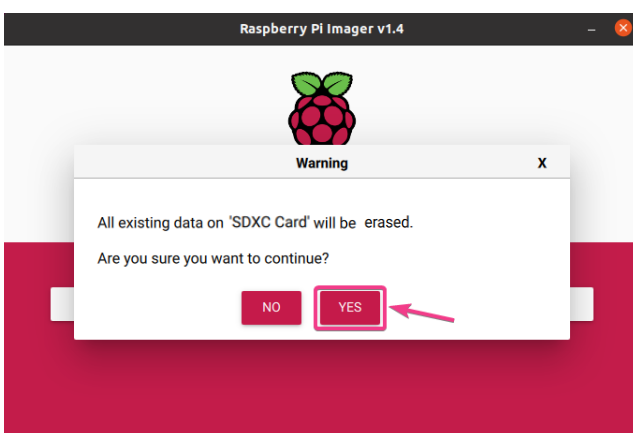 Raspberry Pi Imager v1.4
Warning
X
All existing data on 'SDXC Card' will be erased.
Are you sure you want to continue?
NO
YES